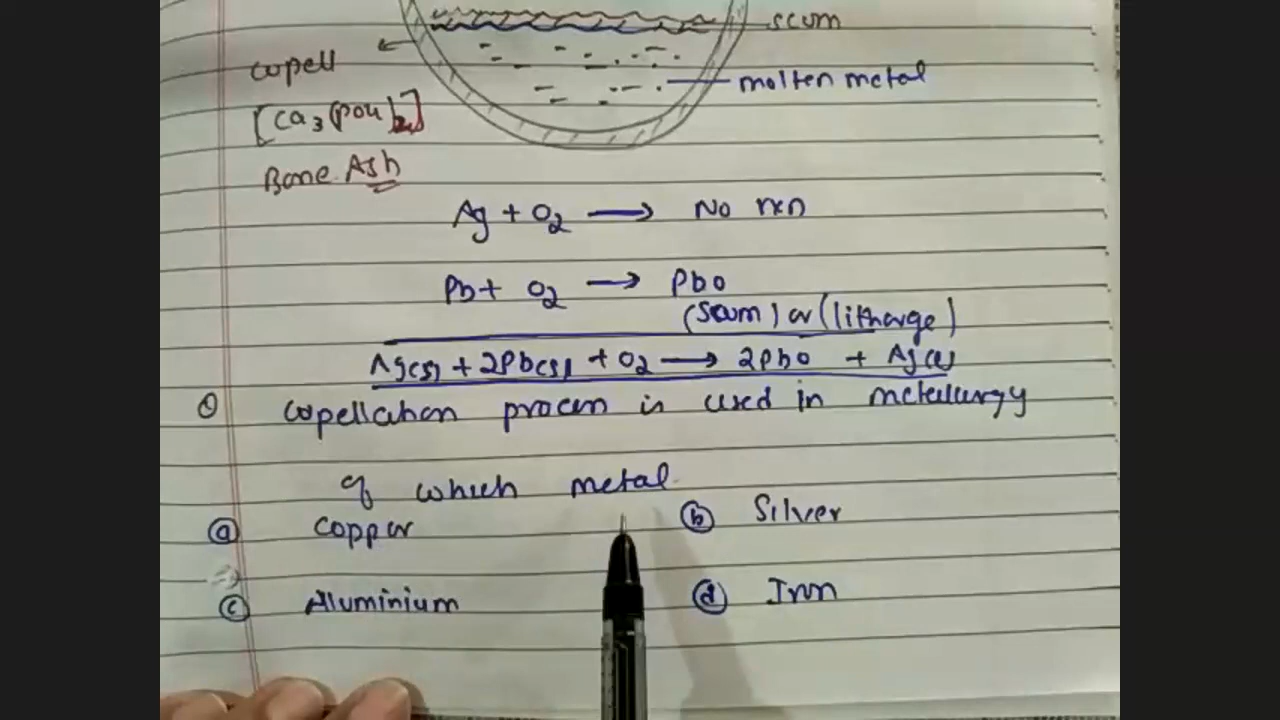 scum
cupell
molten metal
[Ca3(PO4)2]
Bone Ash
Ag + O2 → No rxn
Pb + O2 → PbO
(Scum) or (litharge)
Ag(s) + 2Pb(s) + O2 → 2PbO + Ag(s)
Q cupellation process is used in metallurgy
of which metal
(a) Copper (b) Silver
(c) Aluminium (d) Iron